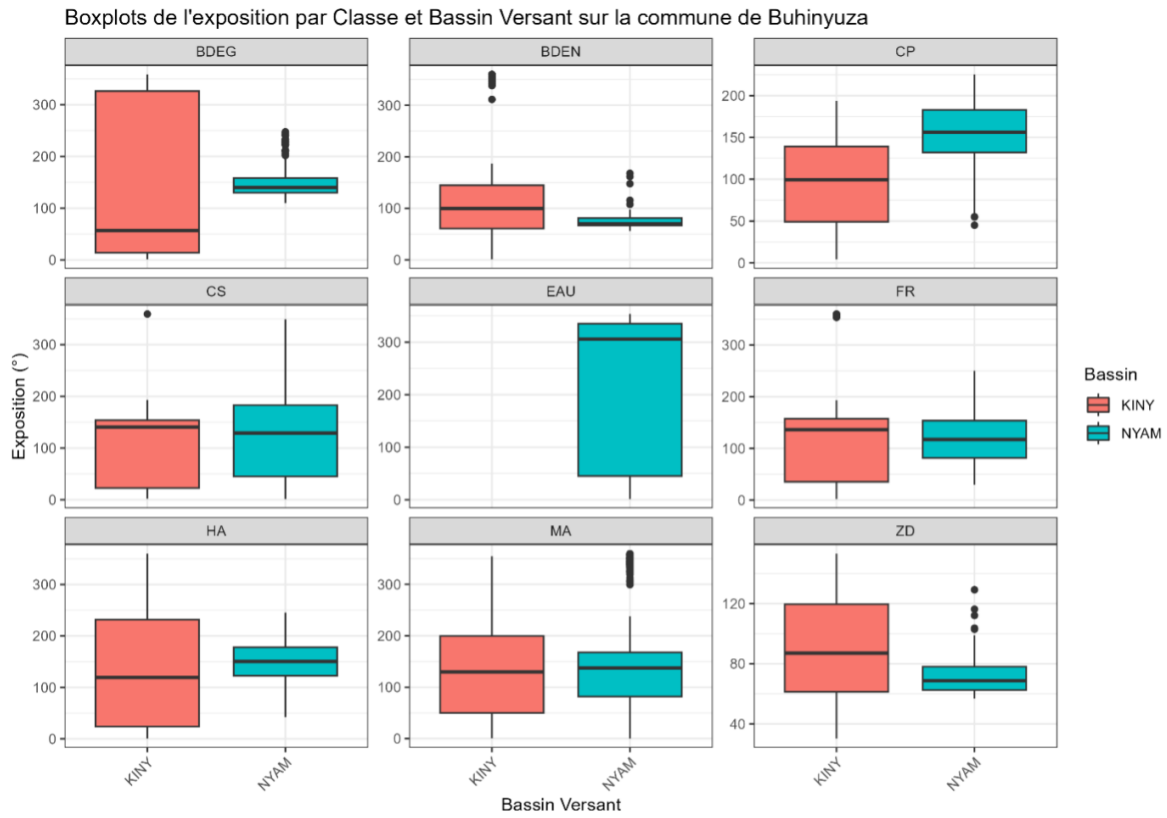 Boxplots de l'exposition par Classe et Bassin Versant sur la commune de Buhinyuza
BDEG
BDEN
CP
300
200
100
0
300
200
100
0
200
150
100
50
0
CS
EAU
FR
300
200
100
0
300
200
100
0
300
200
100
0
HA
MA
ZD
300
200
100
0
300
200
100
0
120
80
40
KINY
NYAM
KINY
NYAM
KINY
NYAM
Exposition (°)
Bassin Versant
Bassin
KINY
NYAM